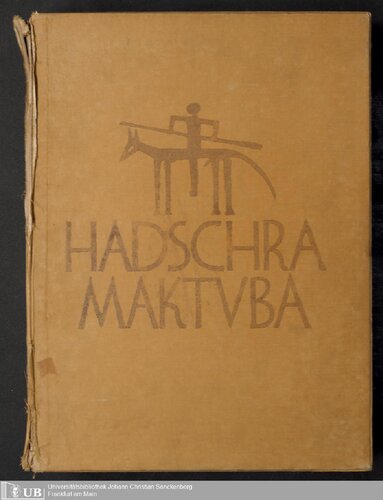 HADSCHRA
MAKTVBA
UB
Universitätsbibliothek Johann Christian Senckenberg
Frankfurt am Main